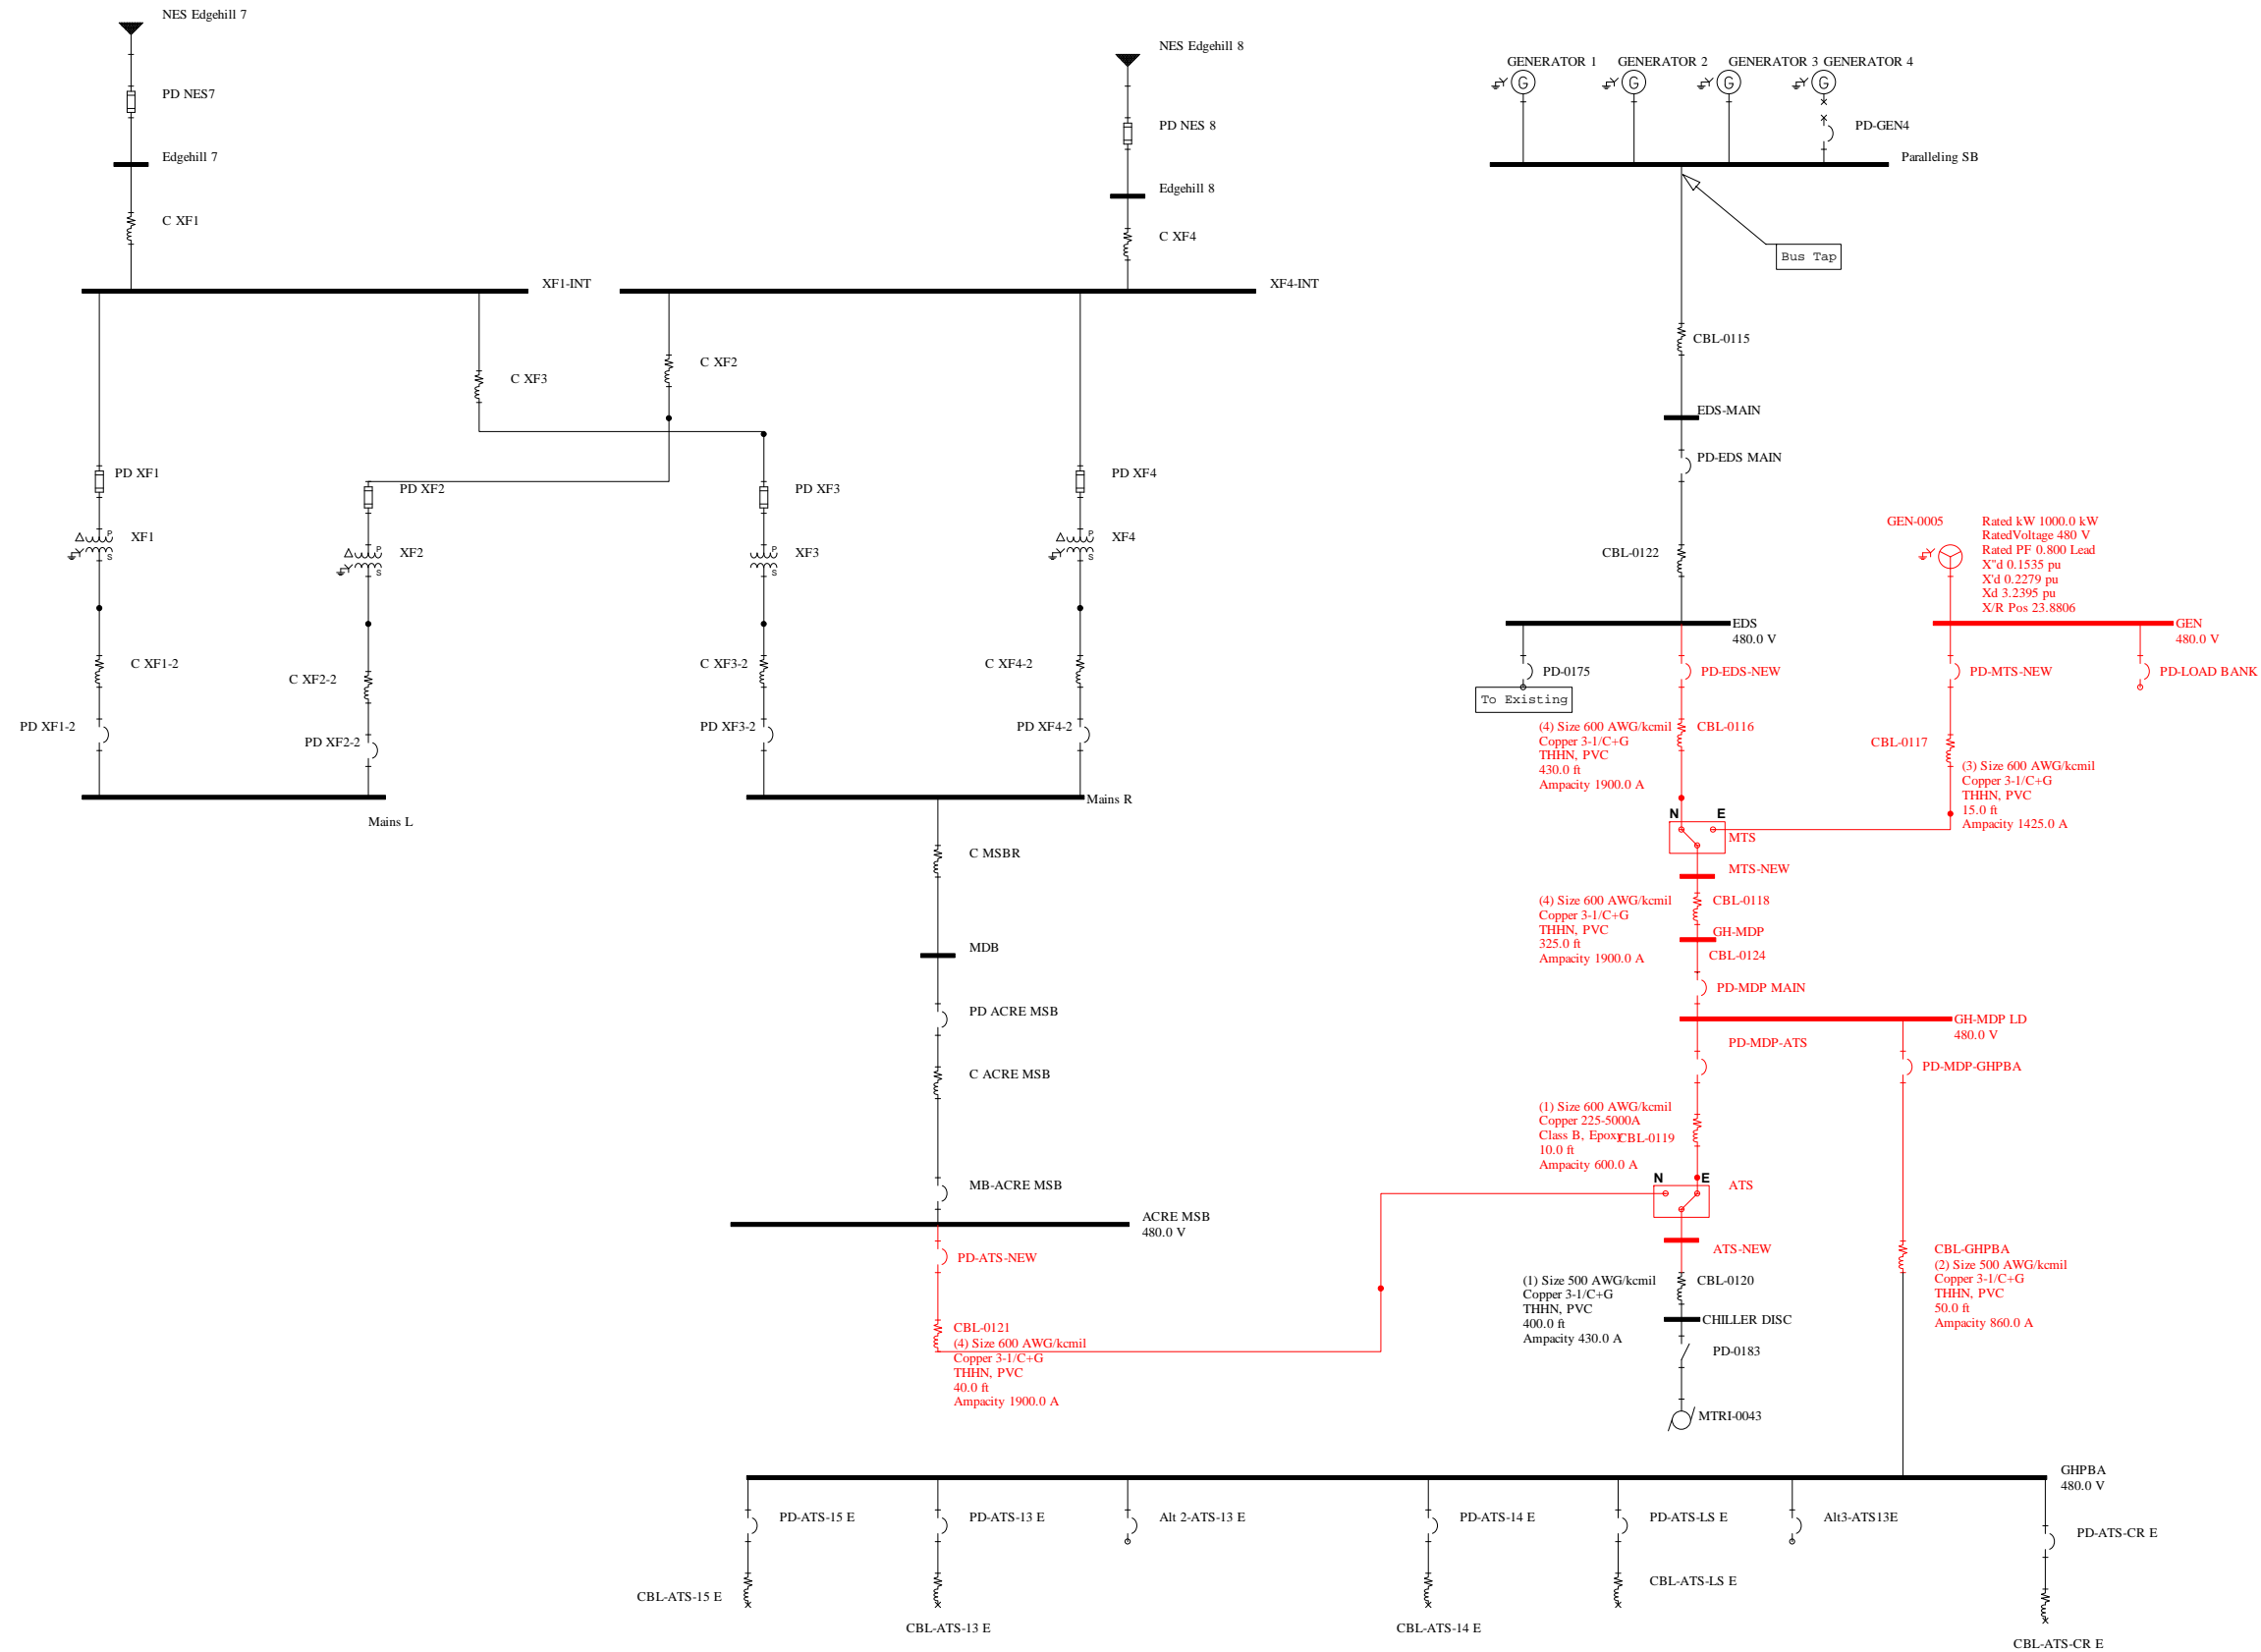 NES Edgehill 7
NES Edgehill 8
GENERATOR 1
GENERATOR 2
GENERATOR 3
GENERATOR 4
G
G
G
G
PD NES7
PD NES 8
PD-GEN4
Edgehill 7
Paralleling SB
Edgehill 8
C XF1
C XF4
Bus Tap
XF1-INT
XF4-INT
CBL-0115
C XF3
C XF2
EDS-MAIN
PD-EDS MAIN
PD XF1
PD XF2
PD XF3
PD XF4
P
S
XF1
P
S
XF2
P
S
XF3
P
S
XF4
CBL-0122
GEN-0005
Rated kW 1000.0 kW
RatedVoltage 480 V
Rated PF 0.800 Lead
X"d 0.1535 pu
X'd 0.2279 pu
Xd 3.2395 pu
X/R Pos 23.8806
EDS
480.0 V
GEN
480.0 V
C XF1-2
C XF2-2
C XF3-2
C XF4-2
PD-0175
To Existing
PD-EDS-NEW
PD-MTS-NEW
PD-LOAD BANK
PD XF1-2
PD XF2-2
PD XF3-2
PD XF4-2
(4) Size 600 AWG/kcmil
Copper 3-1/C+G
THHN, PVC
430.0 ft
Ampacity 1900.0 A
CBL-0116
CBL-0117
(3) Size 600 AWG/kcmil
Copper 3-1/C+G
THHN, PVC
15.0 ft
Ampacity 1425.0 A
Mains L
Mains R
N
E
MTS
MTS-NEW
C MSBR
(4) Size 600 AWG/kcmil
Copper 3-1/C+G
THHN, PVC
325.0 ft
Ampacity 1900.0 A
CBL-0118
GH-MDP
CBL-0124
MDB
PD-MDP MAIN
PD ACRE MSB
GH-MDP LD
480.0 V
PD-MDP-ATS
PD-MDP-GHPBA
C ACRE MSB
(1) Size 600 AWG/kcmil
Copper 225-5000A
Class B, Epoxy
10.0 ft
Ampacity 600.0 A
CBL-0119
MB-ACRE MSB
N
E
ATS
ACRE MSB
480.0 V
ATS-NEW
PD-ATS-NEW
CBL-GHPBA
(2) Size 500 AWG/kcmil
Copper 3-1/C+G
THHN, PVC
50.0 ft
Ampacity 860.0 A
(1) Size 500 AWG/kcmil
Copper 3-1/C+G
THHN, PVC
400.0 ft
Ampacity 430.0 A
CBL-0120
CHILLER DISC
CBL-0121
(4) Size 600 AWG/kcmil
Copper 3-1/C+G
THHN, PVC
40.0 ft
Ampacity 1900.0 A
PD-0183
MTRI-0043
GHPBA
480.0 V
PD-ATS-15 E
PD-ATS-13 E
Alt 2-ATS-13 E
PD-ATS-14 E
PD-ATS-LS E
Alt3-ATS13E
PD-ATS-CR E
CBL-ATS-15 E
CBL-ATS-LS E
CBL-ATS-13 E
CBL-ATS-14 E
CBL-ATS-CR E